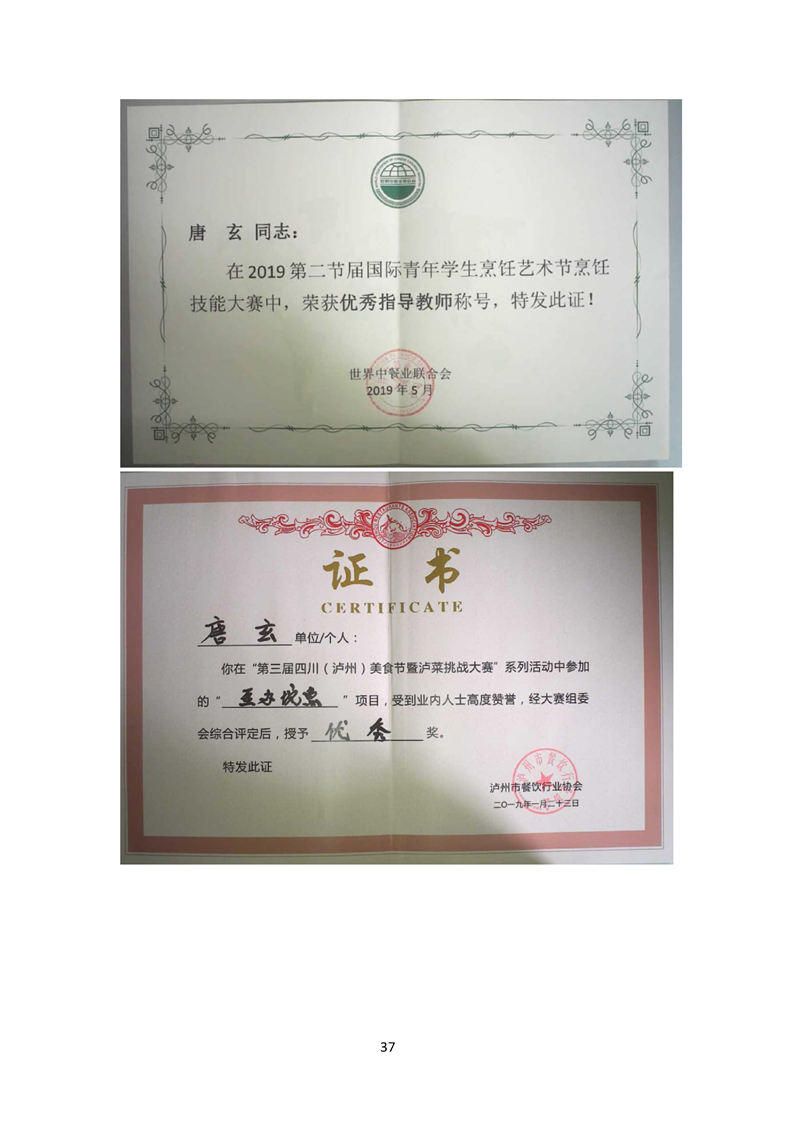 唐 玄 同志：
在2019第二节届国际青年学生烹饪艺术节烹饪
技能大赛中，荣获优秀指导教师称号，特发此证！
世界中餐业联合会
2019年5月
证 书
CERTIFICATE
唐 玄 单位/个人：
你在“第三届四川（泸州）美食节暨泸菜挑战大赛”系列活动中参加
的“ ”项目，受到业内人士高度赞誉，经大赛组委
会综合评定后，授予 优 秀 奖。
特发此证
泸州市餐饮行业协会
二〇一九年一月二十三日
37